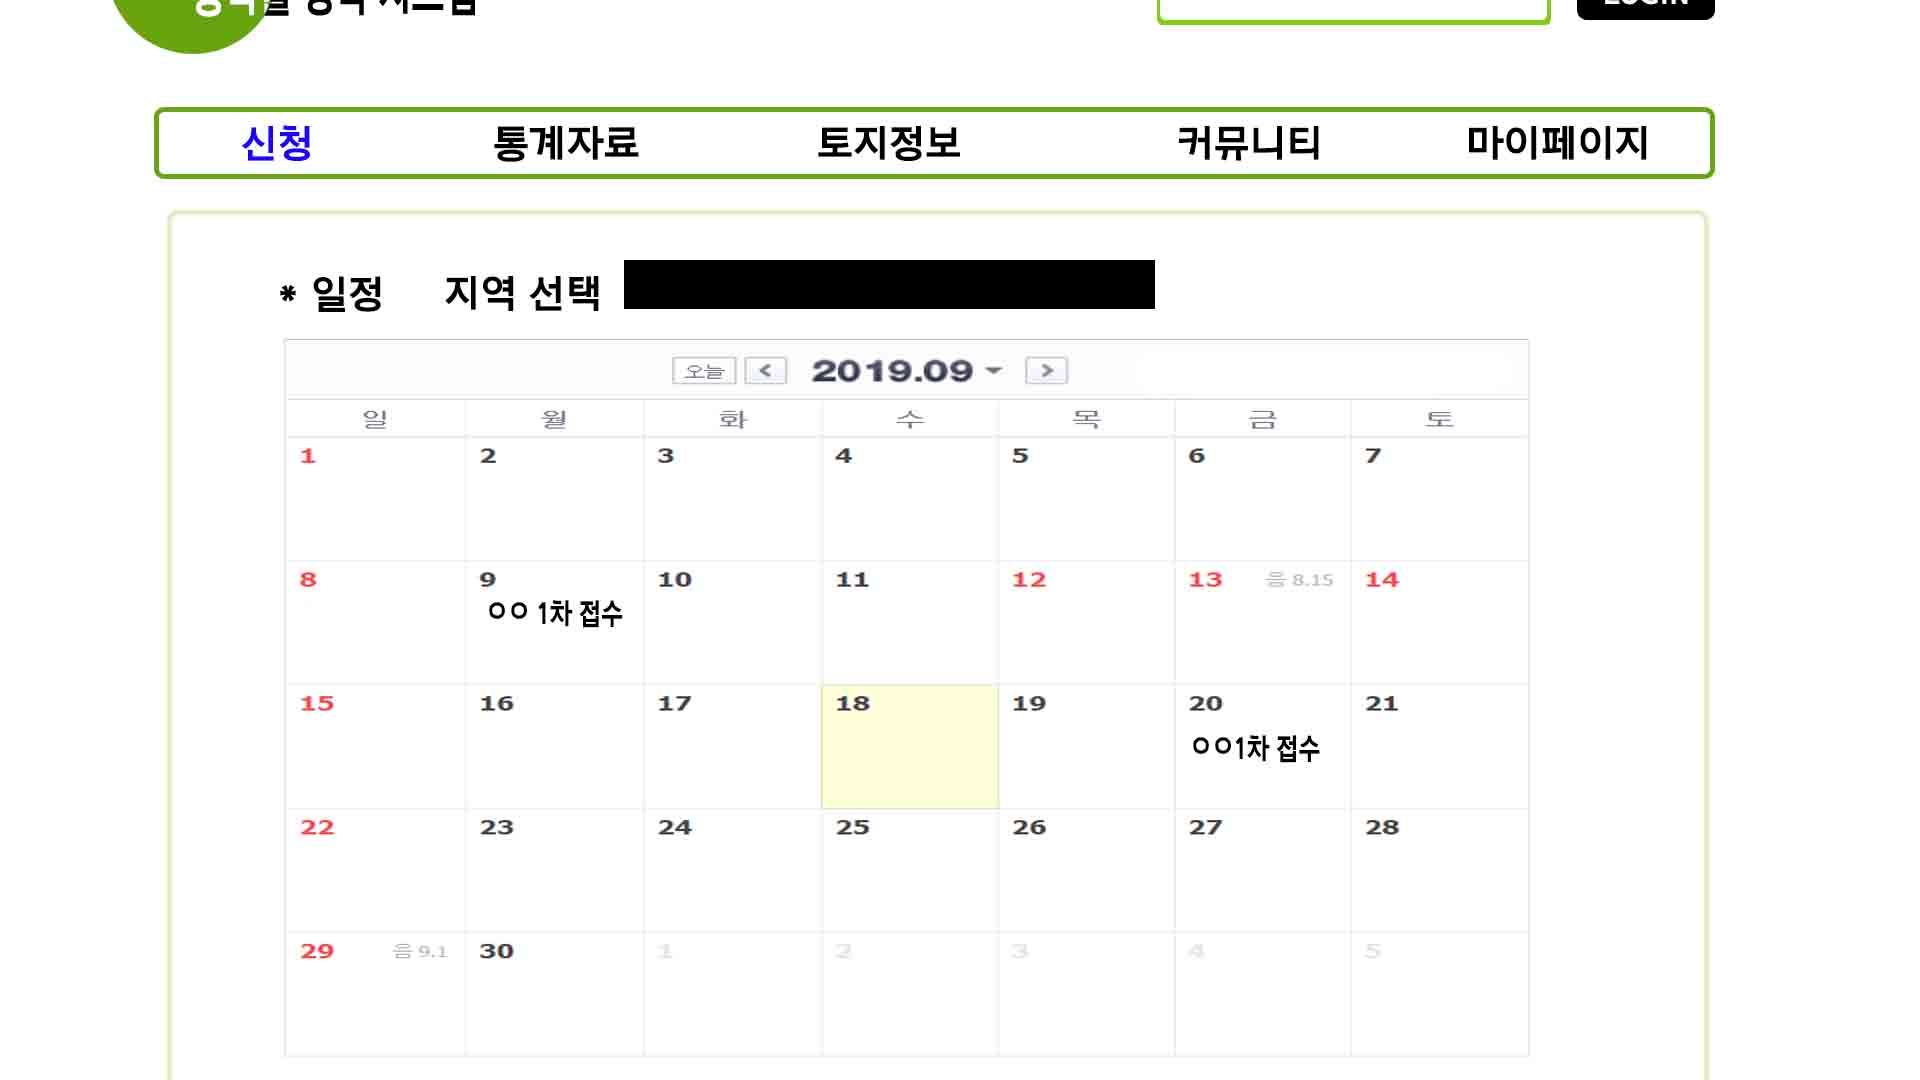 LOGIN
신청 통계자료 토지정보 커뮤니티 마이페이지
* 일정 지역 선택
오늘 < 2019.09 >
일 월 화 수 목 금 토
1 2 3 4 5 6 7
8 9 10 11 12 13 음 8.15 14
ㅇㅇ 1차 접수
15 16 17 18 19 20 21
ㅇㅇ1차 접수
22 23 24 25 26 27 28
29 음 9.1 30 1 2 3 4 5